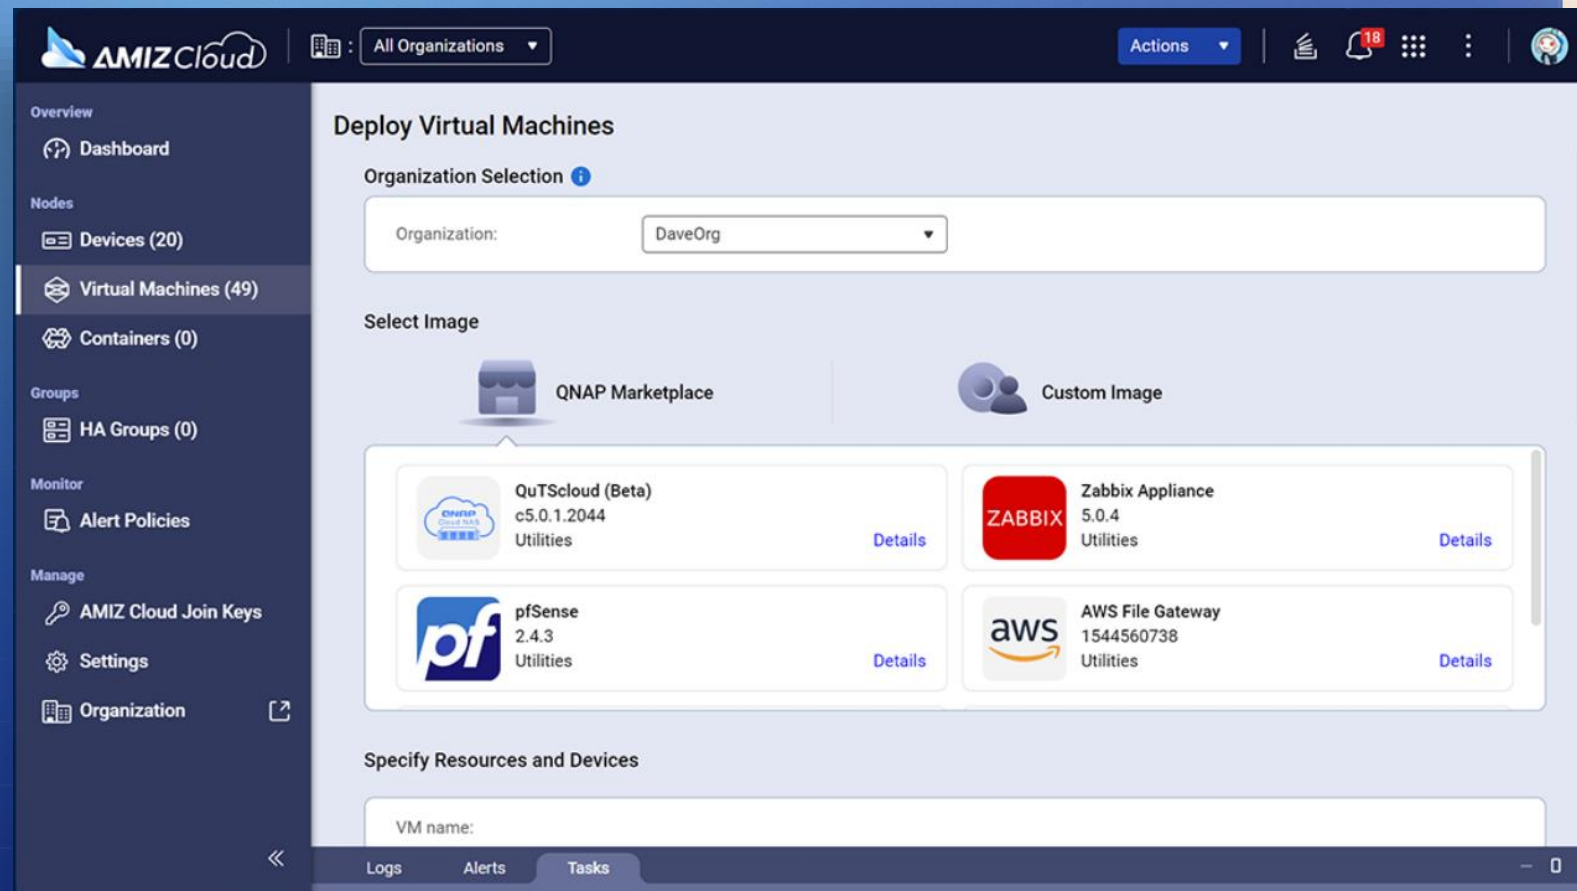 AMIZCloud
:
All Organizations
Actions
18
Overview
Dashboard
Nodes
Devices (20)
Virtual Machines (49)
Containers (0)
Groups
HA Groups (0)
Monitor
Alert Policies
Manage
AMIZ Cloud Join Keys
Settings
Organization
Deploy Virtual Machines
Organization Selection
Organization:
DaveOrg
Select Image
QNAP Marketplace
Custom Image
QNAP
Cloud NAS
QuTScloud (Beta)
c5.0.1.2044
Utilities
Details
ZABBIX
Zabbix Appliance
5.0.4
Utilities
Details
pf
pfSense
2.4.3
Utilities
Details
aws
AWS File Gateway
1544560738
Utilities
Details
Specify Resources and Devices
VM name:
Logs
Alerts
Tasks